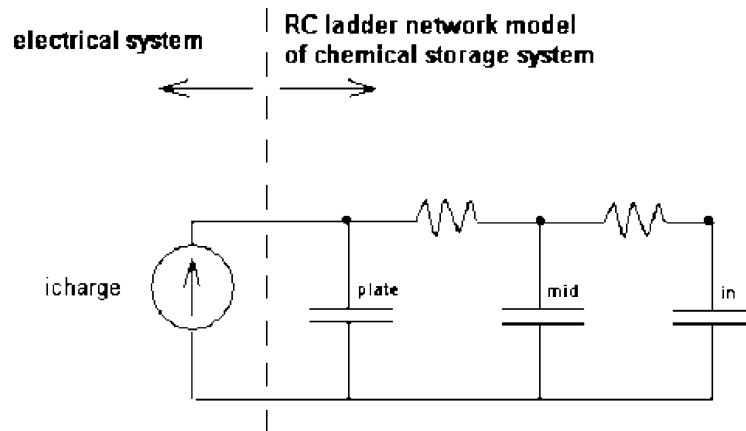 electrical system
RC ladder network model
of chemical storage system
icharge
plate
mid
in